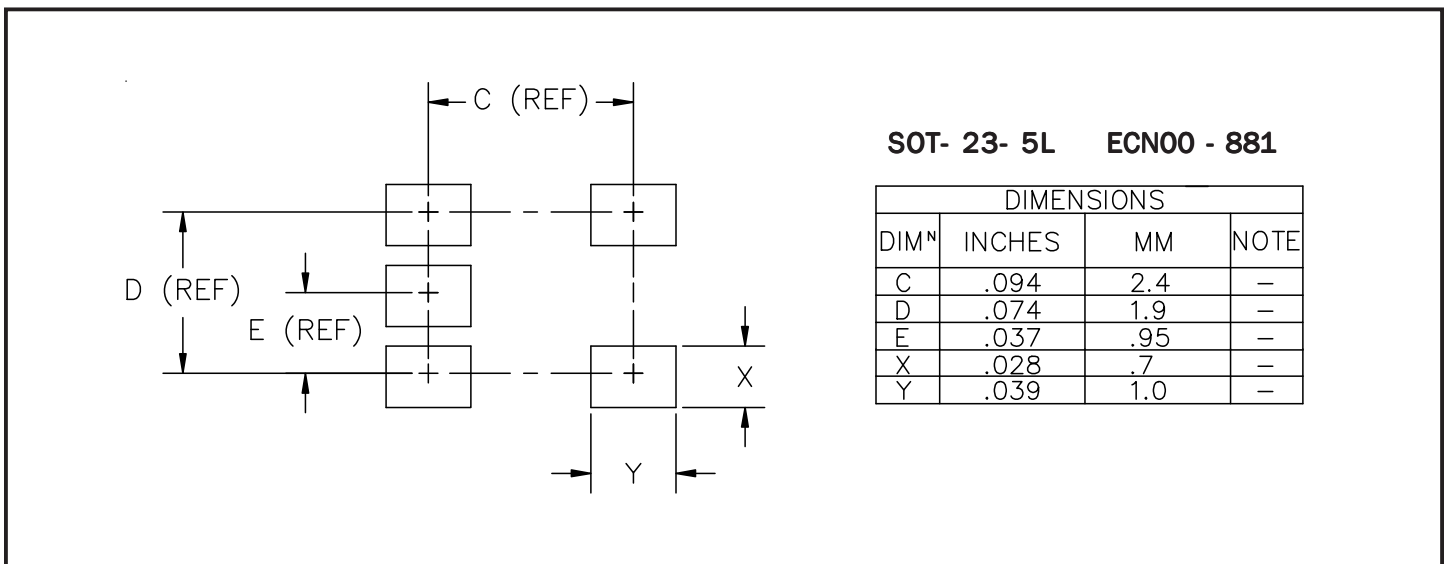 C (REF)
D (REF)
E (REF)
X
Y
SOT- 23- 5L ECN00 - 881
DIMENSIONS
DIMᴺ INCHES MM NOTE
C .094 2.4 –
D .074 1.9 –
E .037 .95 –
X .028 .7 –
Y .039 1.0 –